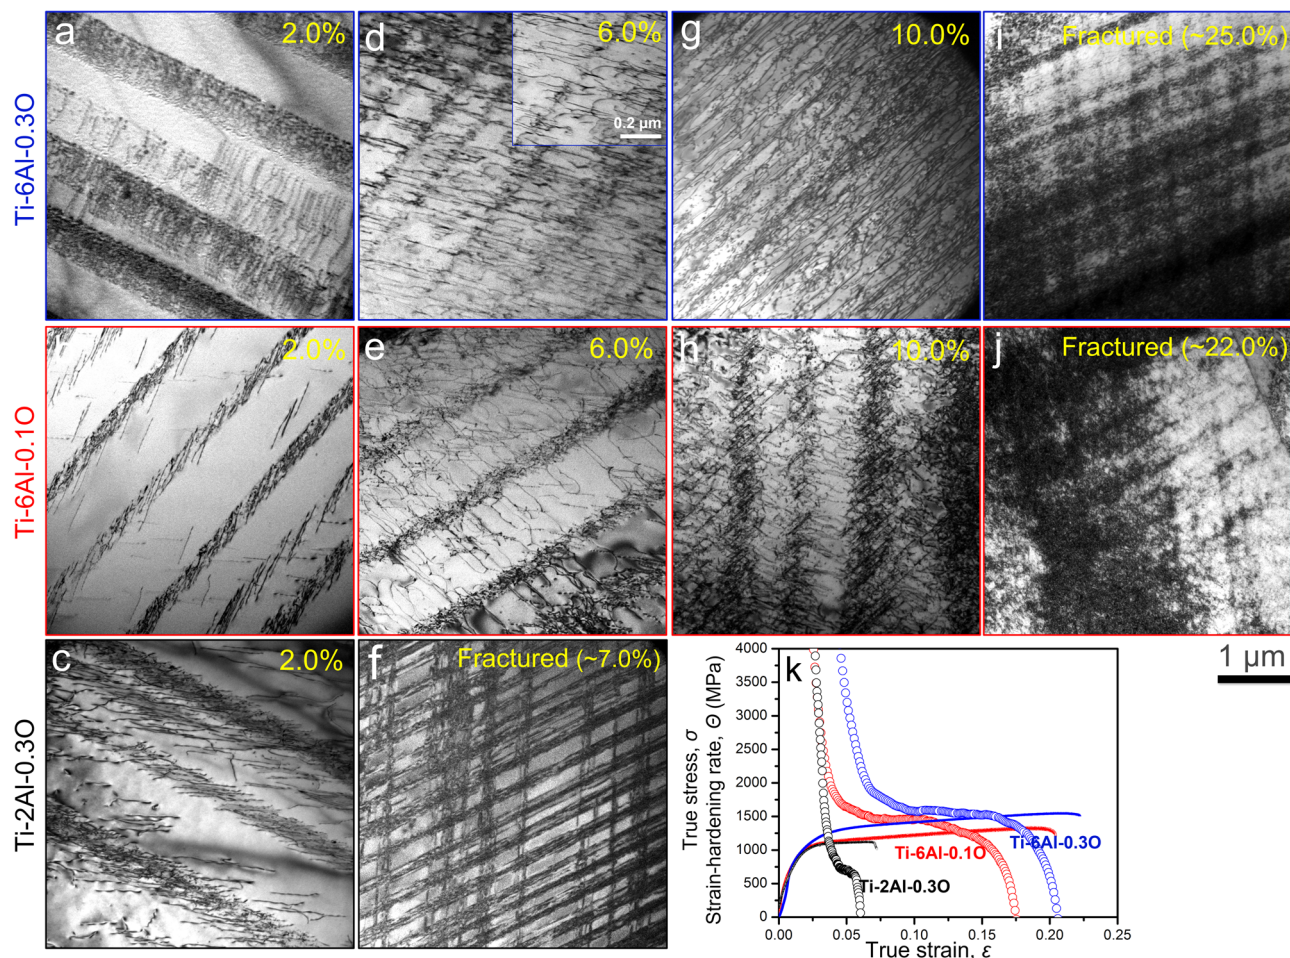 a
2.0%
d
6.0%
0.2 µm
g
10.0%
i
Fractured (~25.0%)
Ti-6Al-0.3O
2.0%
e
6.0%
h
10.0%
j
Fractured (~22.0%)
Ti-6Al-0.1O
c
2.0%
f
Fractured (~7.0%)
Ti-2Al-0.3O
k
True stress, σ
Strain-hardening rate, Θ (MPa)
4000
3500
3000
2500
2000
1500
1000
500
0
Ti-6Al-0.3O
Ti-6Al-0.1O
Ti-2Al-0.3O
0.00
0.05
0.10
0.15
0.20
0.25
True strain, ε
1 µm